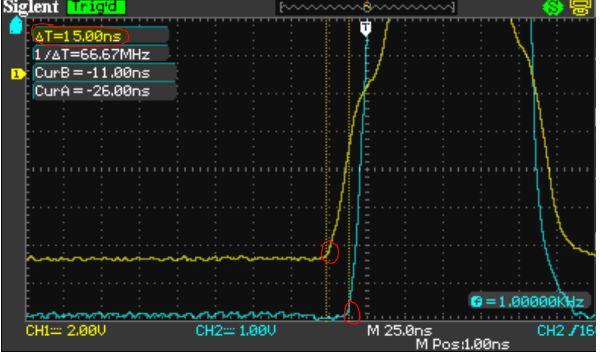 Siglent Trig'd
ΔT=15.00ns
1/ΔT=66.67MHz
1
CurB=-11.00ns
CurA=-26.00ns
T
F=1.00000KHz
CH1 2.00V CH2 1.00V M 25.0ns CH2 /16
M Pos:1.00ns